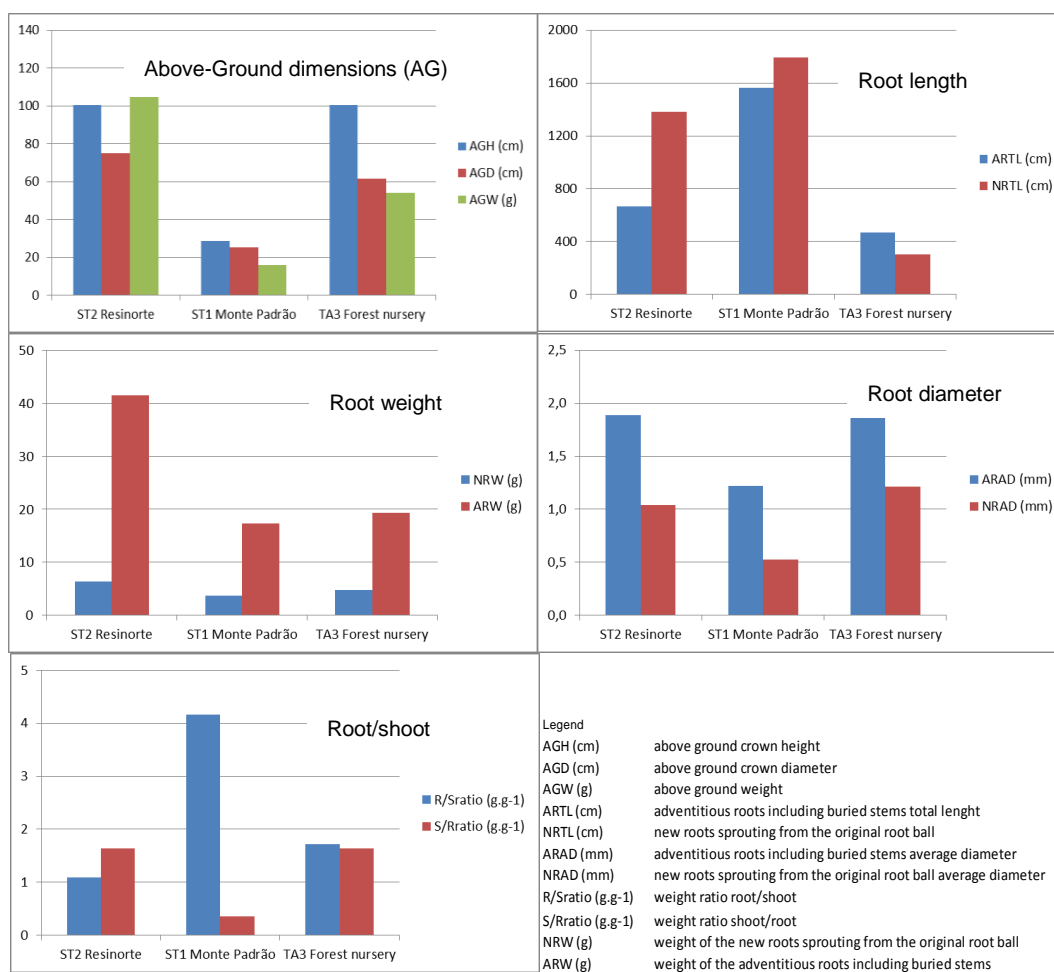 Above-Ground dimensions (AG)
140
120
100
80
60
40
20
0
AGH (cm)
AGD (cm)
AGW (g)
ST2 Resinorte ST1 Monte Padrão TA3 Forest nursery
Root length
2000
1600
1200
800
400
0
ARTL (cm)
NRTL (cm)
ST2 Resinorte ST1 Monte Padrão TA3 Forest nursery
Root weight
50
40
30
20
10
0
NRW (g)
ARW (g)
ST2 Resinorte ST1 Monte Padrão TA3 Forest nursery
Root diameter
2,5
2,0
1,5
1,0
0,5
0,0
ARAD (mm)
NRAD (mm)
ST2 Resinorte ST1 Monte Padrão TA3 Forest nursery
Root/shoot
5
4
3
2
1
0
R/Sratio (g.g-1)
S/Rratio (g.g-1)
ST2 Resinorte ST1 Monte Padrão TA3 Forest nursery
Legend
AGH (cm) above ground crown height
AGD (cm) above ground crown diameter
AGW (g) above ground weight
ARTL (cm) adventitious roots including buried stems total lenght
NRTL (cm) new roots sprouting from the original root ball
ARAD (mm) adventitious roots including buried stems average diameter
NRAD (mm) new roots sprouting from the original root ball average diameter
R/Sratio (g.g-1) weight ratio root/shoot
S/Rratio (g.g-1) weight ratio shoot/root
NRW (g) weight of the new roots sprouting from the original root ball
ARW (g) weight of the adventitious roots including buried stems